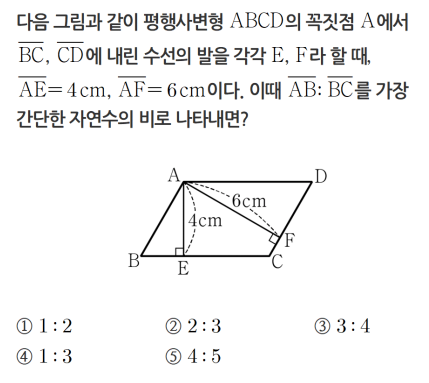 다음 그림과 같이 평행사변형 ABCD의 꼭짓점 A에서
BC, CD에 내린 수선의 발을 각각 E, F라 할 때,
AE=4cm, AF=6cm이다. 이때 AB:BC를 가장
간단한 자연수의 비로 나타내면?
A
D
6cm
4cm
F
B
E
C
① 1:2
② 2:3
③ 3:4
④ 1:3
⑤ 4:5